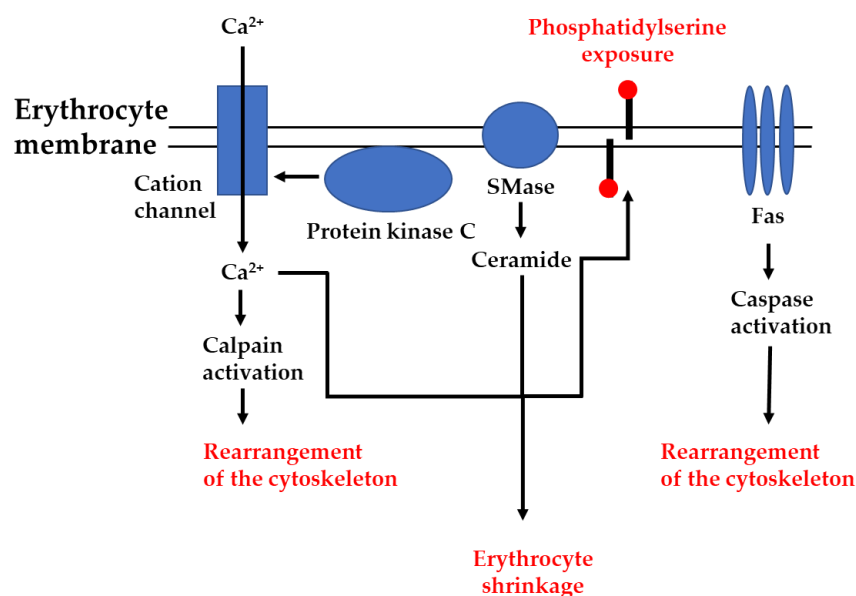 Ca²⁺
Phosphatidylserine
exposure
Erythrocyte
membrane
Cation
channel
Protein kinase C
SMase
Fas
Ca²⁺
Ceramide
Caspase
activation
Calpain
activation
Rearrangement
of the cytoskeleton
Rearrangement
of the cytoskeleton
Erythrocyte
shrinkage